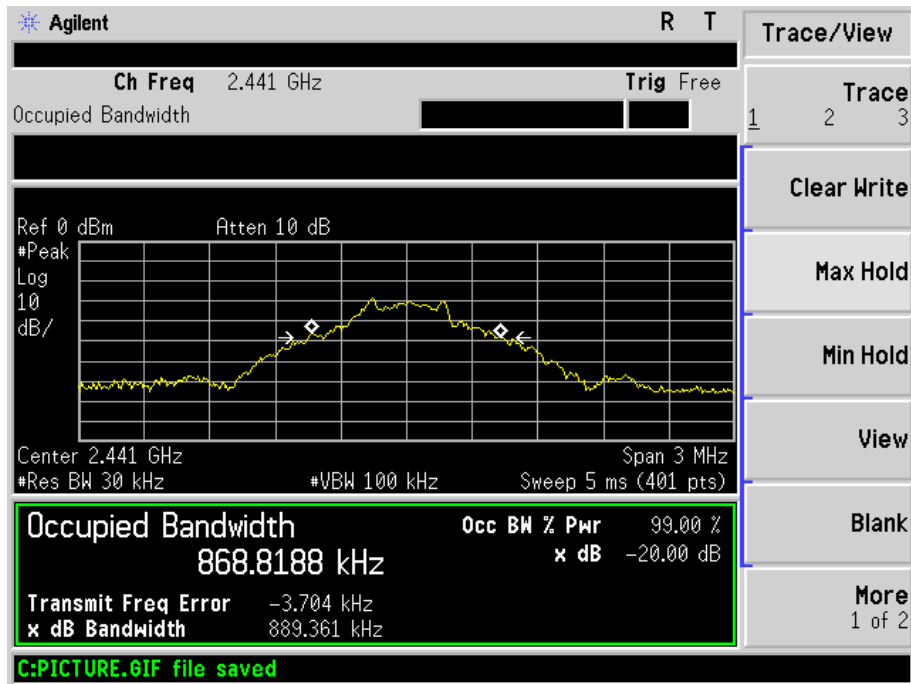 Agilent R T
Ch Freq 2.441 GHz Trig Free
Occupied Bandwidth
Ref 0 dBm Atten 10 dB
#Peak
Log
10
dB/
Center 2.441 GHz Span 3 MHz
#Res BW 30 kHz #VBW 100 kHz Sweep 5 ms (401 pts)
Occupied Bandwidth Occ BW % Pwr 99.00 %
868.8188 kHz x dB -20.00 dB
Transmit Freq Error -3.704 kHz
x dB Bandwidth 889.361 kHz
C:PICTURE.GIF file saved
Trace/View
Trace
1 2 3
Clear Write
Max Hold
Min Hold
View
Blank
More
1 of 2